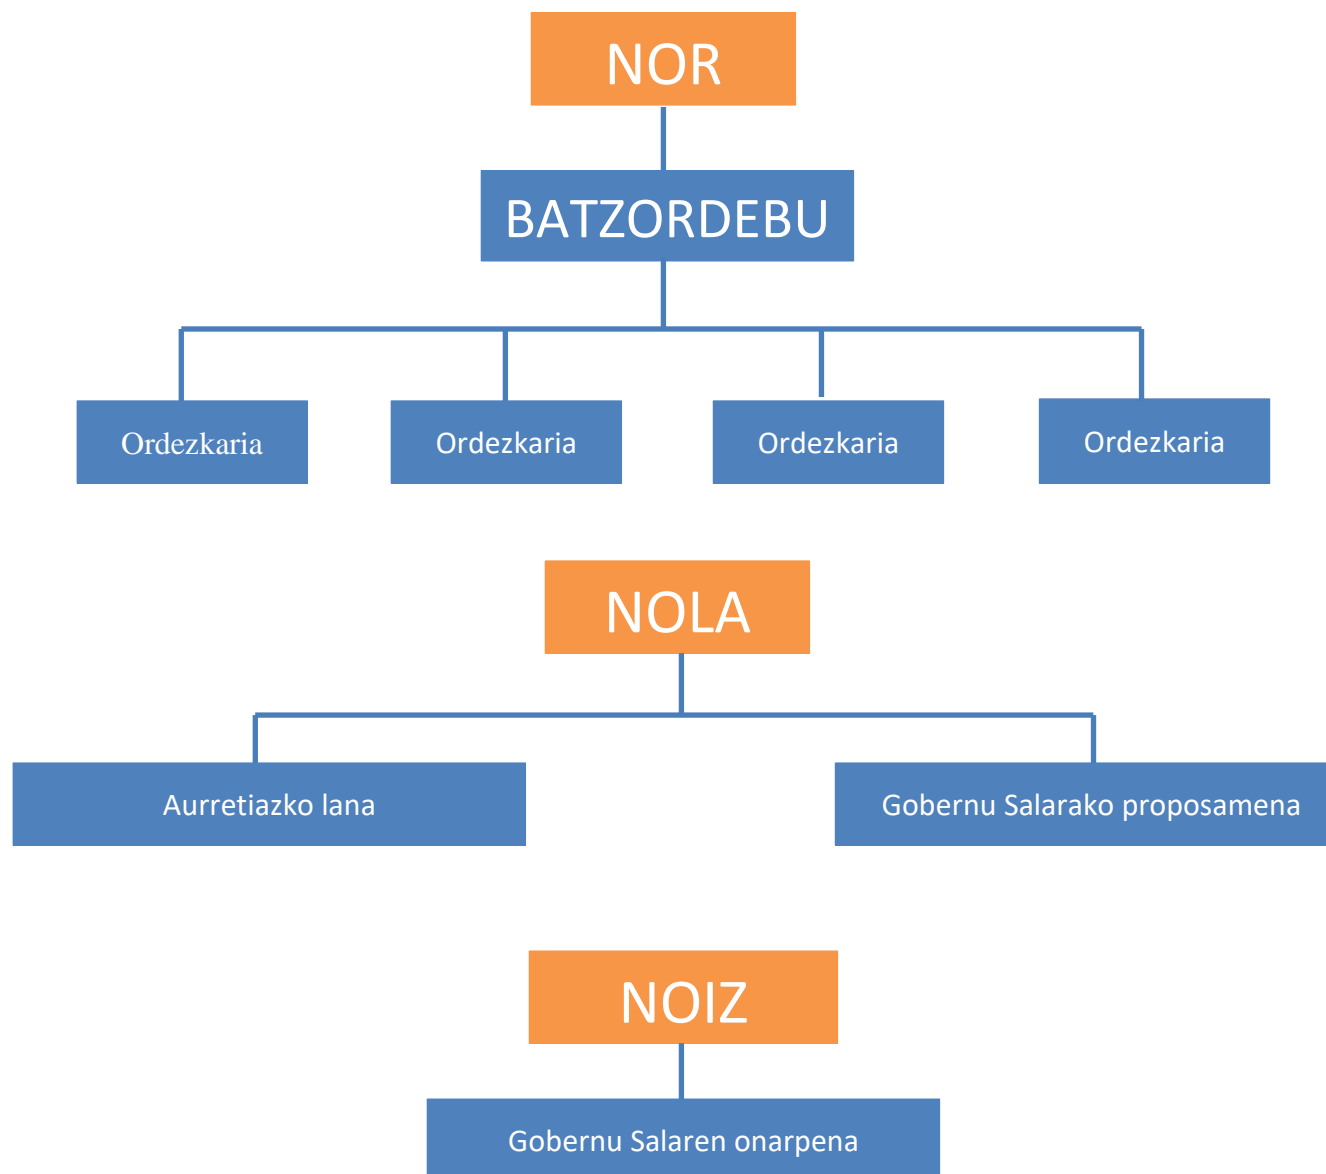 NOR
BATZORDEBU
Ordezkaria
Ordezkaria
Ordezkaria
Ordezkaria
NOLA
Aurretiazko lana
Gobernu Salarako proposamena
NOIZ
Gobernu Salaren onarpena